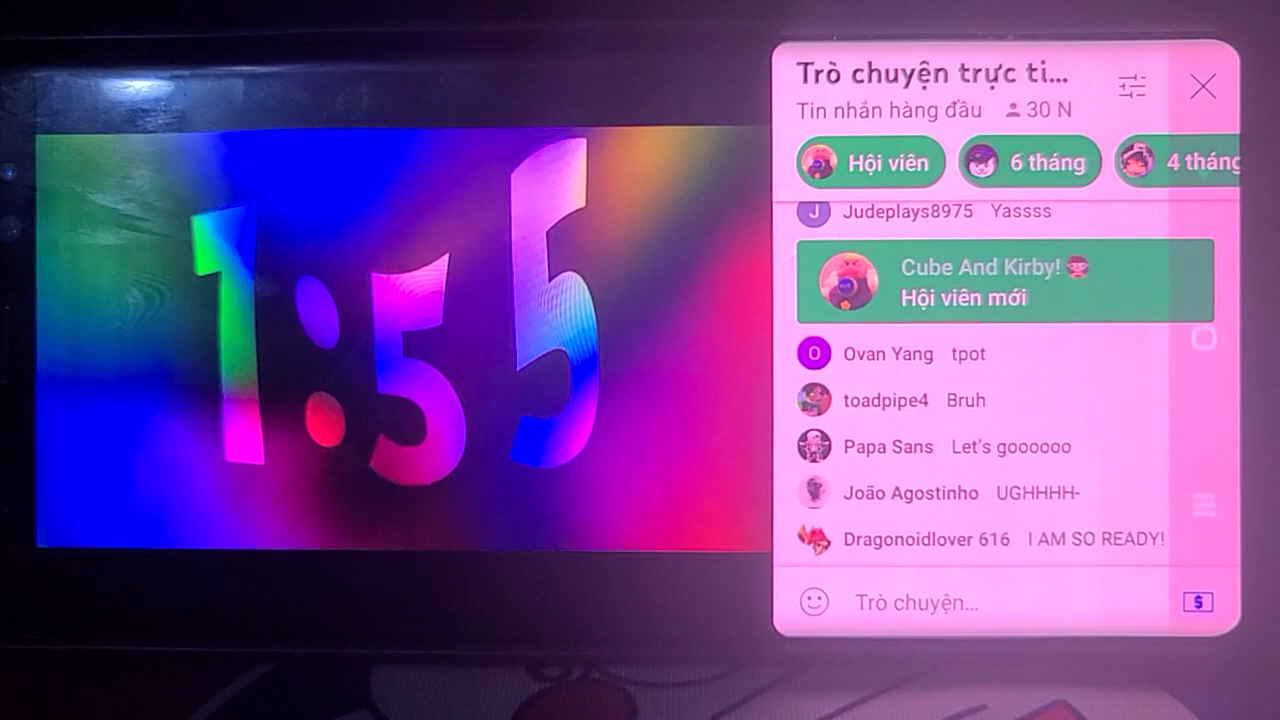 1:55
Trò chuyện trực ti...
Tin nhắn hàng đầu 30 N
Hội viên 6 tháng 4 tháng
J Judeplays8975 Yassss
Cube And Kirby!
Hội viên mới
O Ovan Yang tpot
toadpipe4 Bruh
Papa Sans Let's goooooo
João Agostinho UGHHHH-
Dragonoidlover 616 I AM SO READY!
Trò chuyện... $